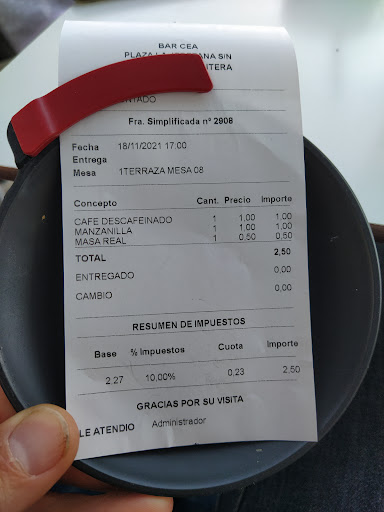 BAR CEA
PLAZA S/N
Fra. Simplificada nº 2908
Fecha 18/11/2021 17:00
Entrega
Mesa 1TERRAZA MESA 08
Concepto Cant. Precio Importe
CAFE DESCAFEINADO 1 1,00 1,00
MANZANILLA 1 1,00 1,00
MASA REAL 1 0,50 0,50
TOTAL 2,50
ENTREGADO 0,00
CAMBIO 0,00
RESUMEN DE IMPUESTOS
Base % Impuestos Cuota Importe
2,27 10,00% 0,23 2,50
GRACIAS POR SU VISITA
LE ATENDIO Administrador